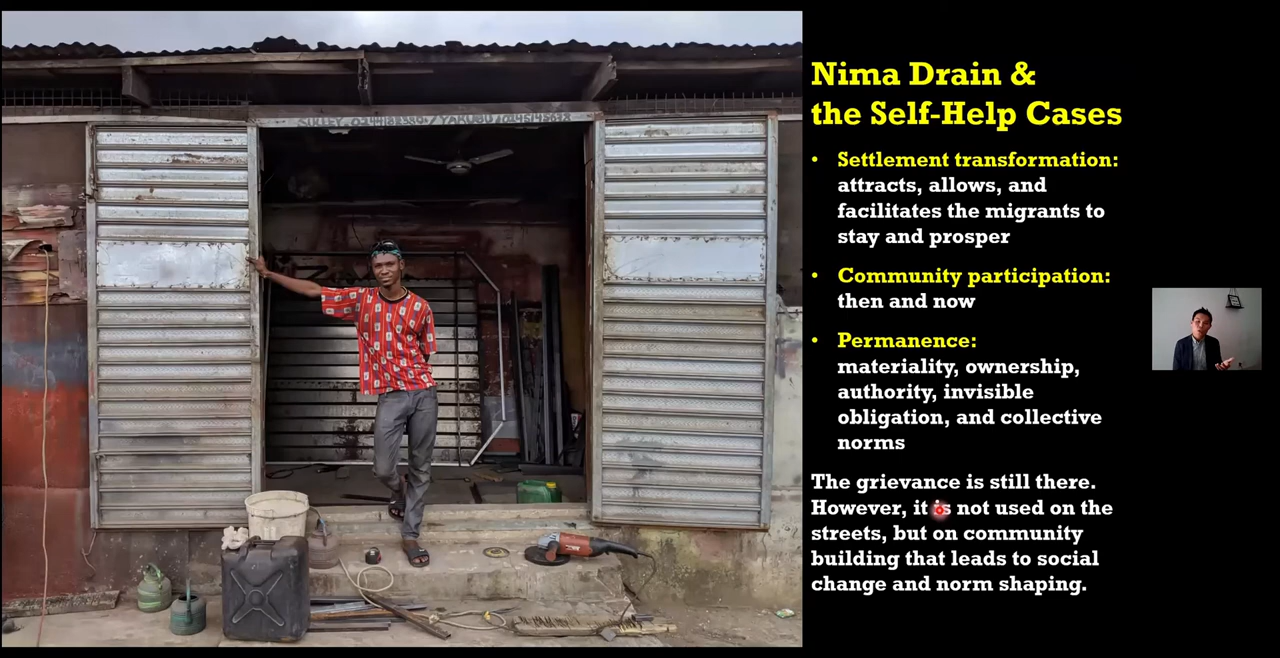 Nima Drain &
the Self-Help Cases
• Settlement transformation:
attracts, allows, and
facilitates the migrants to
stay and prosper
• Community participation:
then and now
• Permanence:
materiality, ownership,
authority, invisible
obligation, and collective
norms
The grievance is still there.
However, it is not used on the
streets, but on community
building that leads to social
change and norm shaping.